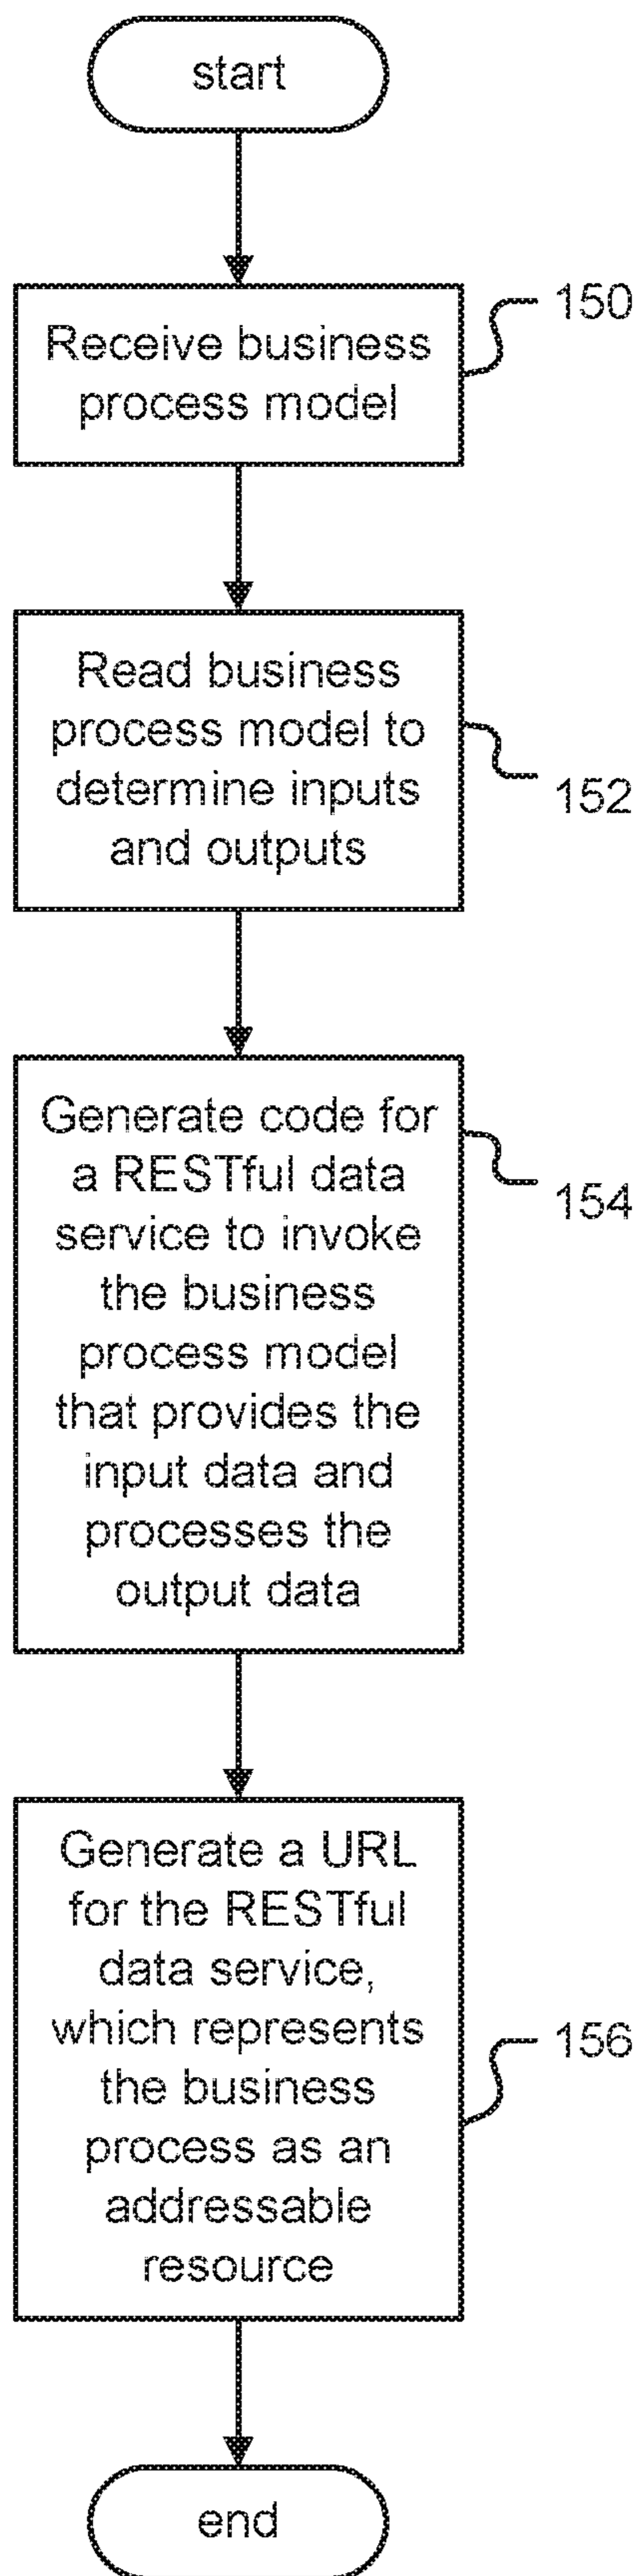 start
150
Receive business
process model
Read business
process model to
determine inputs
and outputs
152
Generate code for
a RESTful data
service to invoke
the business
process model
that provides the
input data and
processes the
output data
154
Generate a URL
for the RESTful
data service,
which represents
the business
process as an
addressable
resource
156
end